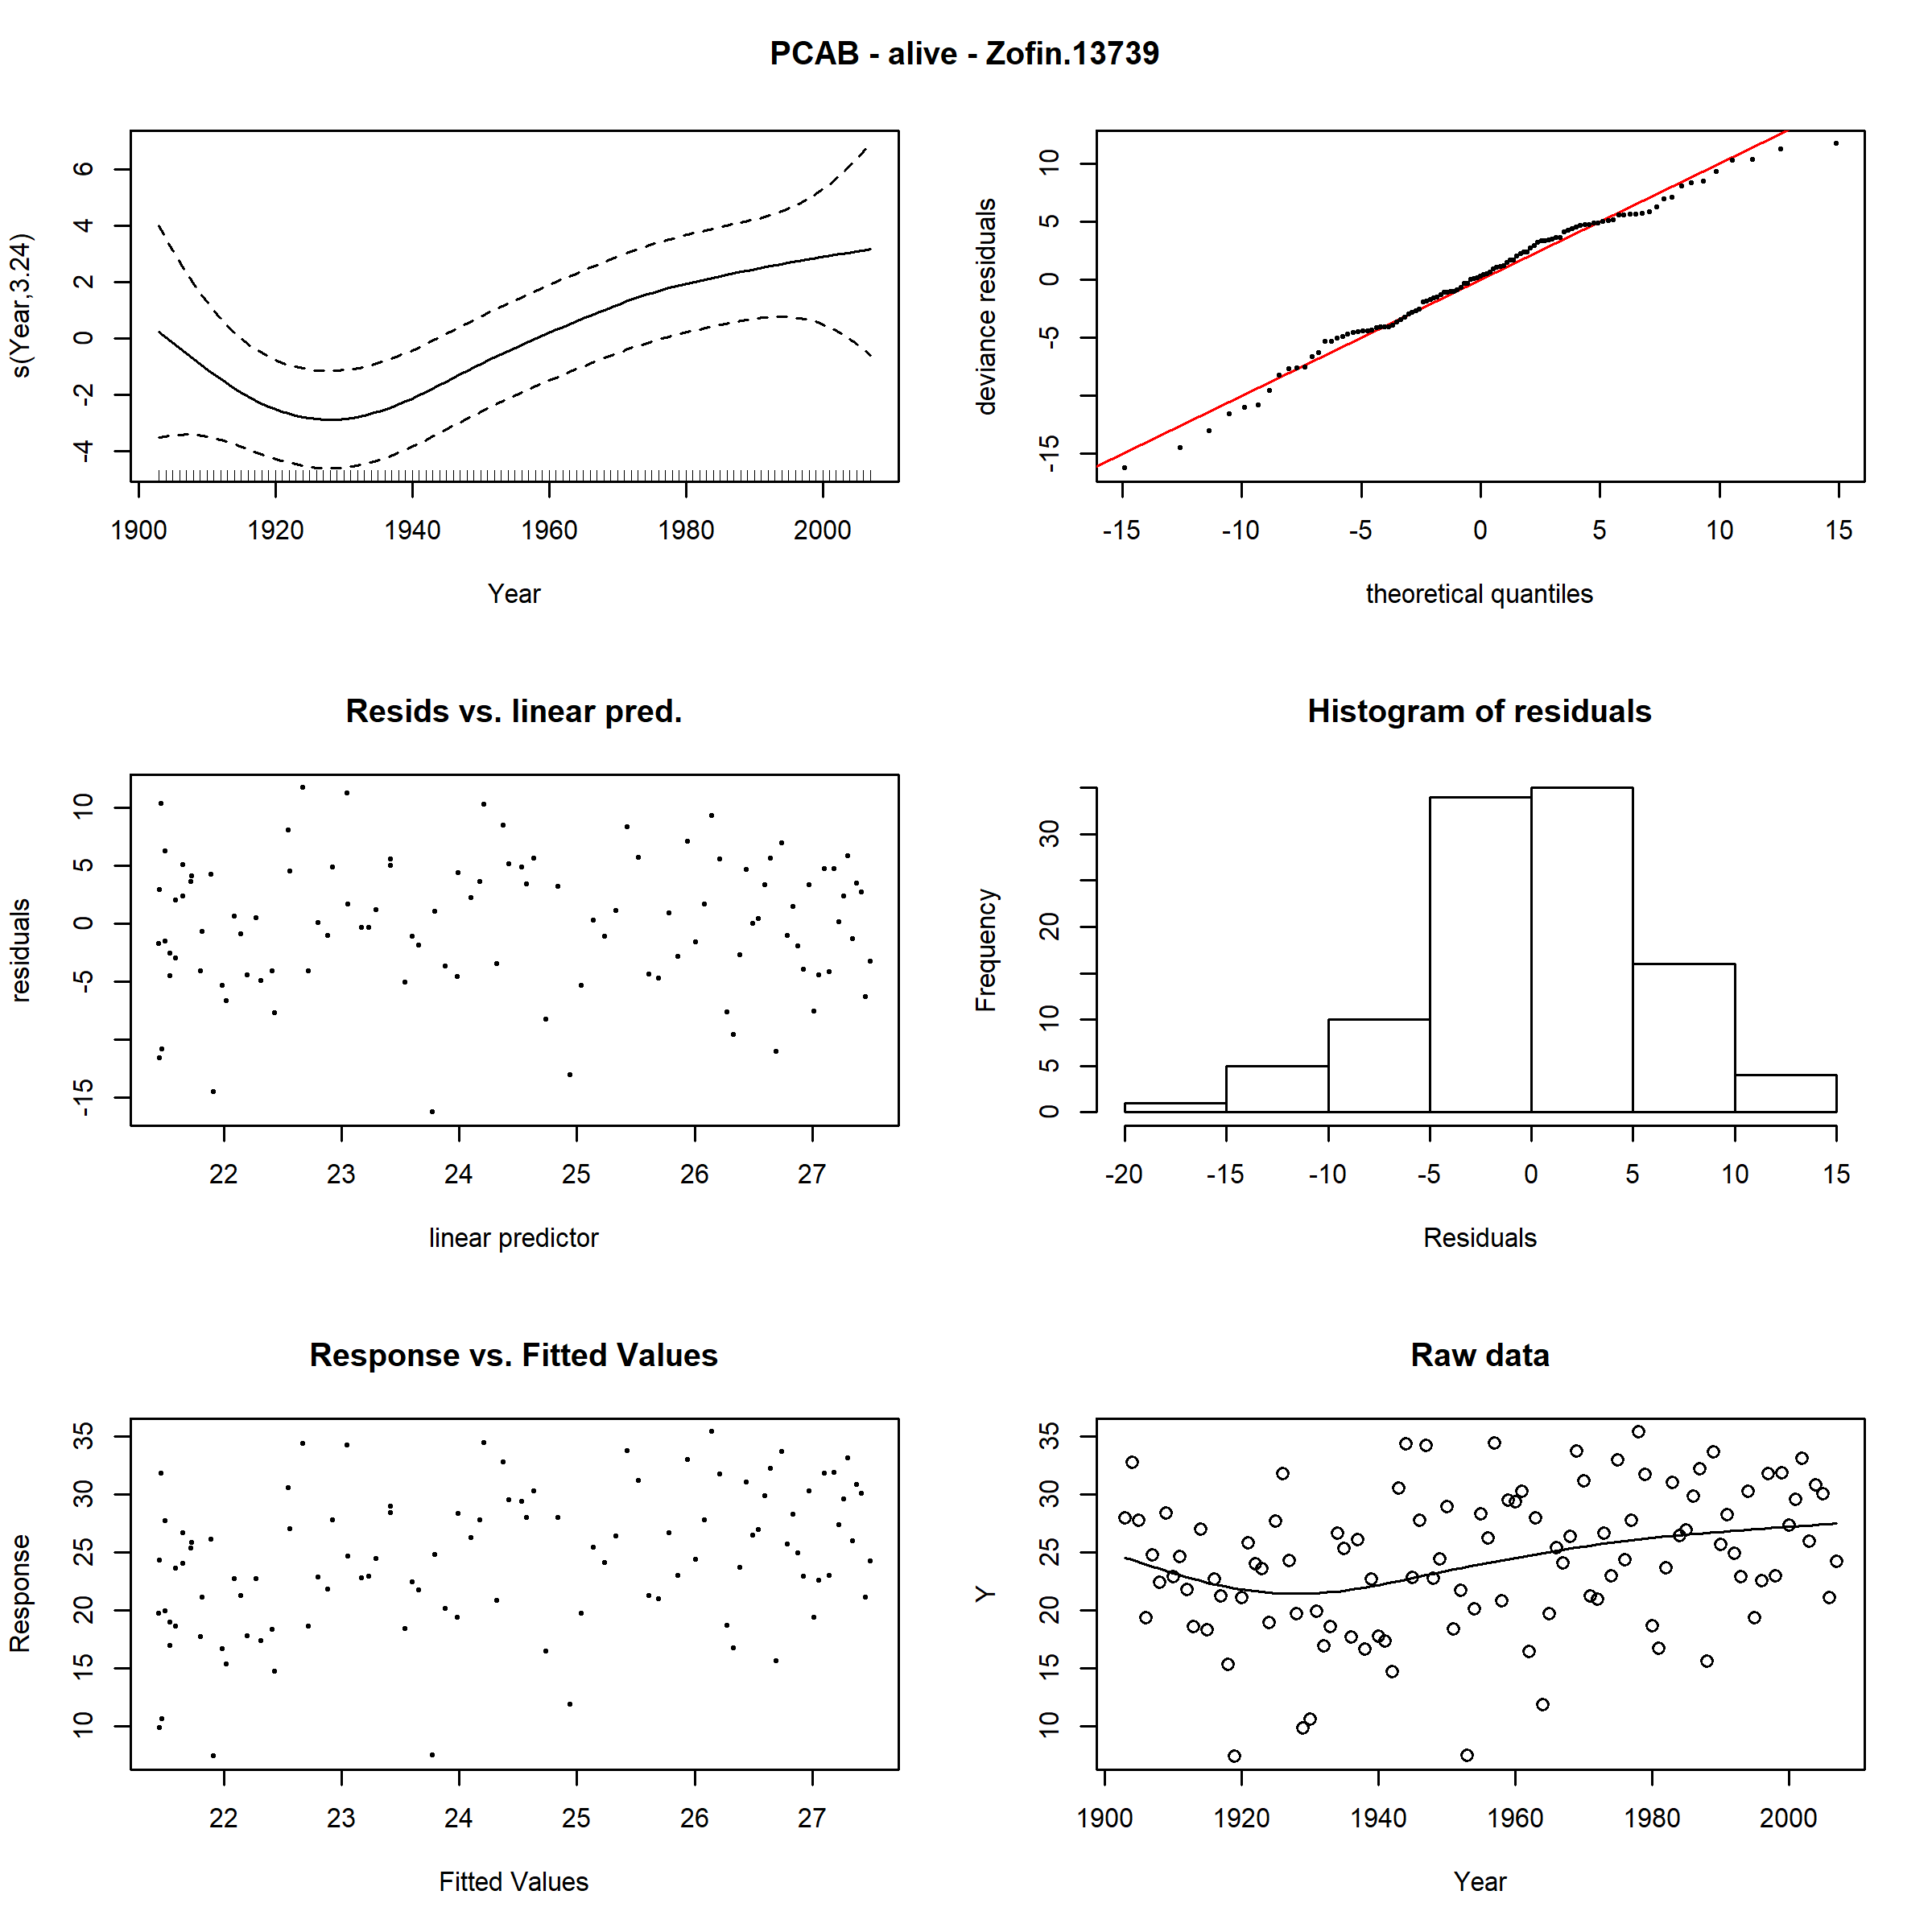 PCAB - alive - Zofin.13739
s(Year,3.24)
6
4
2
0
-2
-4
1900 1920 1940 1960 1980 2000
Year
deviance residuals
10
5
0
-5
-15
-15 -10 -5 0 5 10 15
theoretical quantiles
Resids vs. linear pred.
residuals
10
5
0
-5
-15
22 23 24 25 26 27
linear predictor
Histogram of residuals
Frequency
30
20
10
5
0
-20 -15 -10 -5 0 5 10 15
Residuals
Response vs. Fitted Values
Response
35
30
25
20
15
10
22 23 24 25 26 27
Fitted Values
Raw data
Y
35
30
25
20
15
10
1900 1920 1940 1960 1980 2000
Year